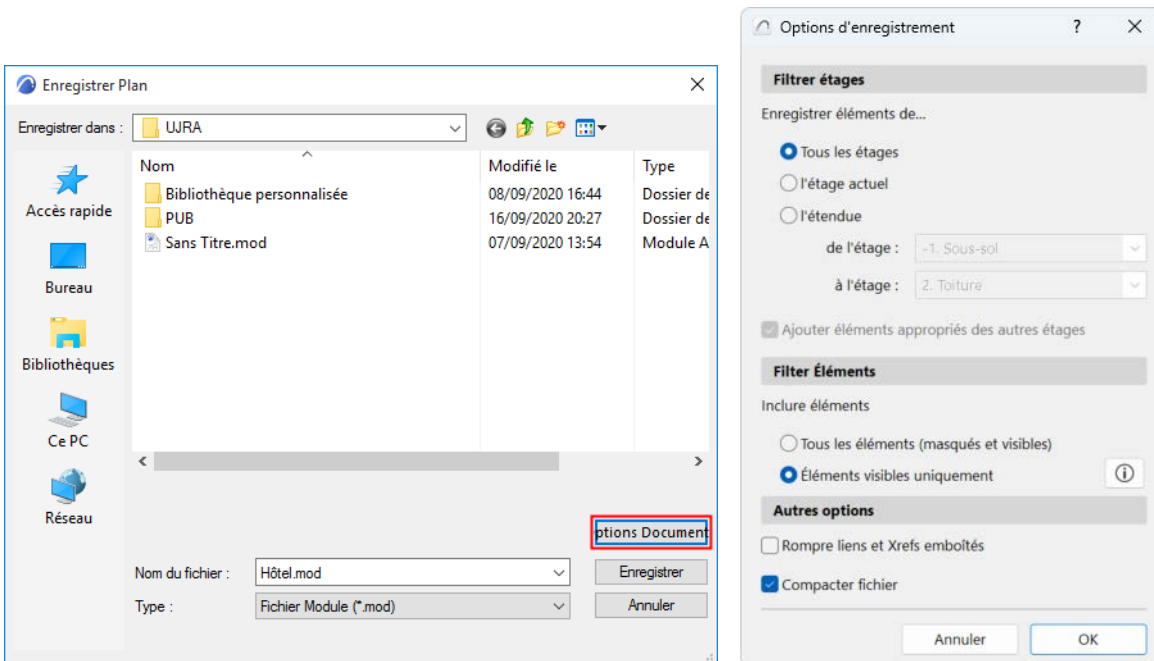 Enregistrer Plan
Enregistrer dans :
UJRA
Nom
Modifié le
Type
Bibliothèque personnalisée
08/09/2020 16:44
Dossier de
PUB
16/09/2020 20:27
Dossier de
Sans Titre.mod
07/09/2020 13:54
Module A
Accès rapide
Bureau
Bibliothèques
Ce PC
Réseau
ptions Document
Nom du fichier :
Hôtel.mod
Enregistrer
Type :
Fichier Module (*.mod)
Annuler
Options d'enregistrement
?
Filtrer étages
Enregistrer éléments de...
Tous les étages
l'étage actuel
l'étendue
de l'étage :
-1. Sous-sol
à l'étage :
2. Toiture
Ajouter éléments appropriés des autres étages
Filter Éléments
Inclure éléments
Tous les éléments (masqués et visibles)
Éléments visibles uniquement
Autres options
Rompre liens et Xrefs emboîtés
Compacter fichier
Annuler
OK